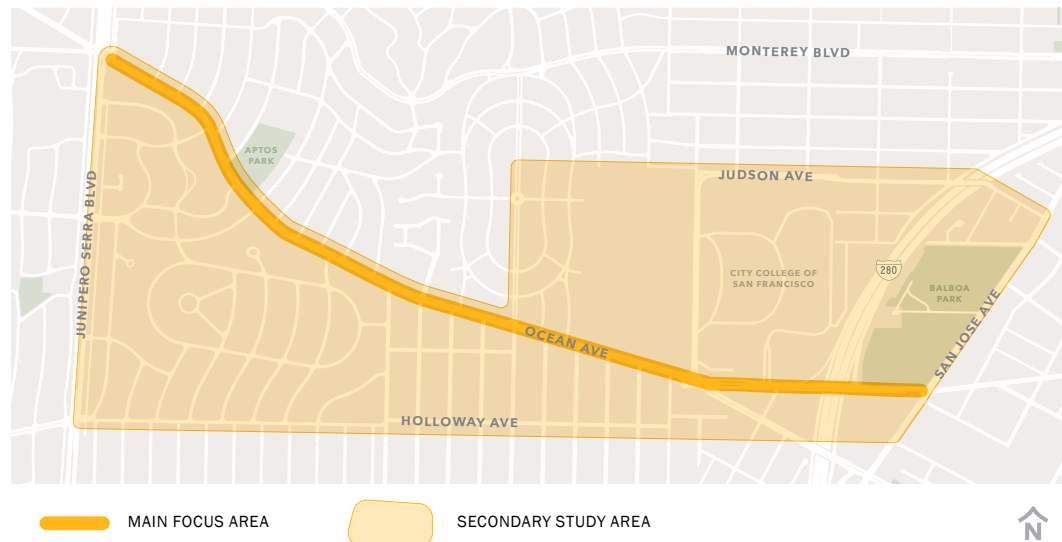 MONTEREY BLVD
APTOS
PARK
JUDSON AVE
JUNIPERO SERRA BLVD
CITY COLLEGE OF
SAN FRANCISCO
280
BALBOA
PARK
SAN JOSE AVE
OCEAN AVE
HOLLOWAY AVE
MAIN FOCUS AREA
SECONDARY STUDY AREA
N